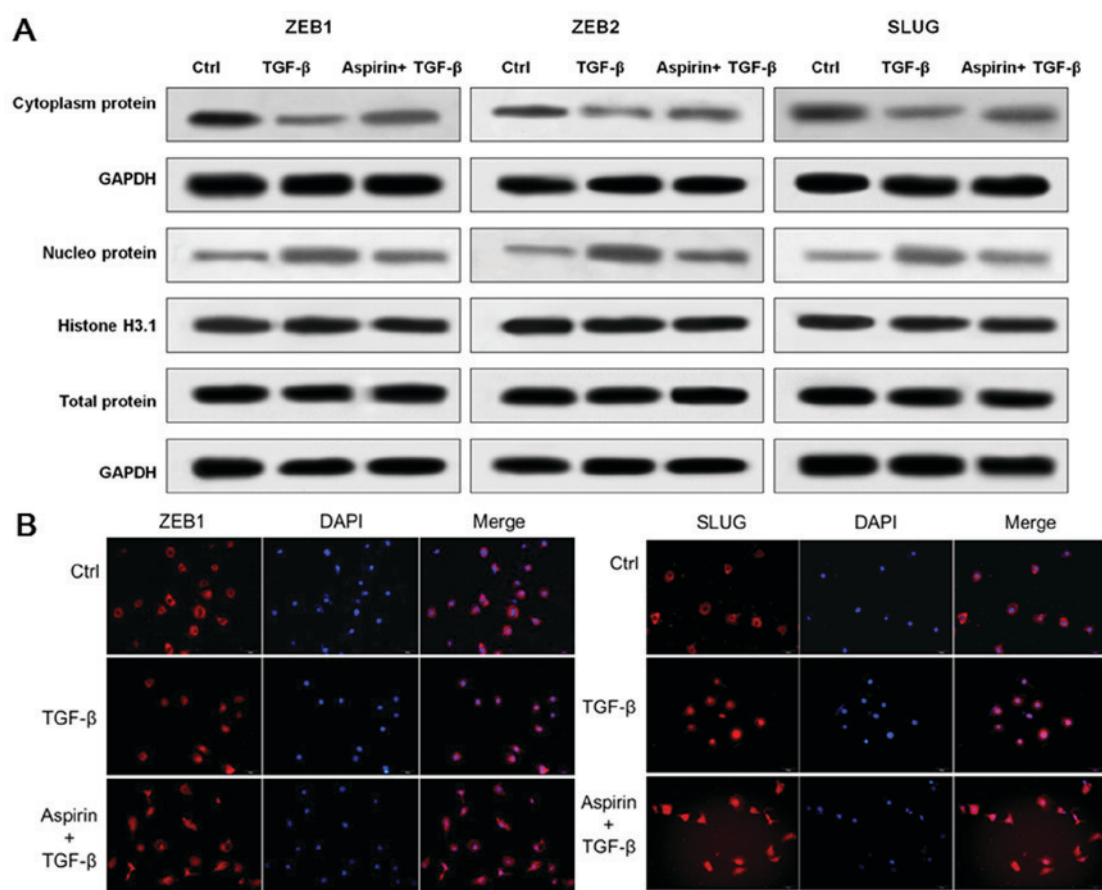 A
ZEB1 ZEB2 SLUG
Ctrl TGF-β Aspirin+ TGF-β Ctrl TGF-β Aspirin+ TGF-β Ctrl TGF-β Aspirin+ TGF-β
Cytoplasm protein
GAPDH
Nucleo protein
Histone H3.1
Total protein
GAPDH
B
ZEB1 DAPI Merge SLUG DAPI Merge
Ctrl Ctrl
TGF-β TGF-β
Aspirin Aspirin
+ +
TGF-β TGF-β